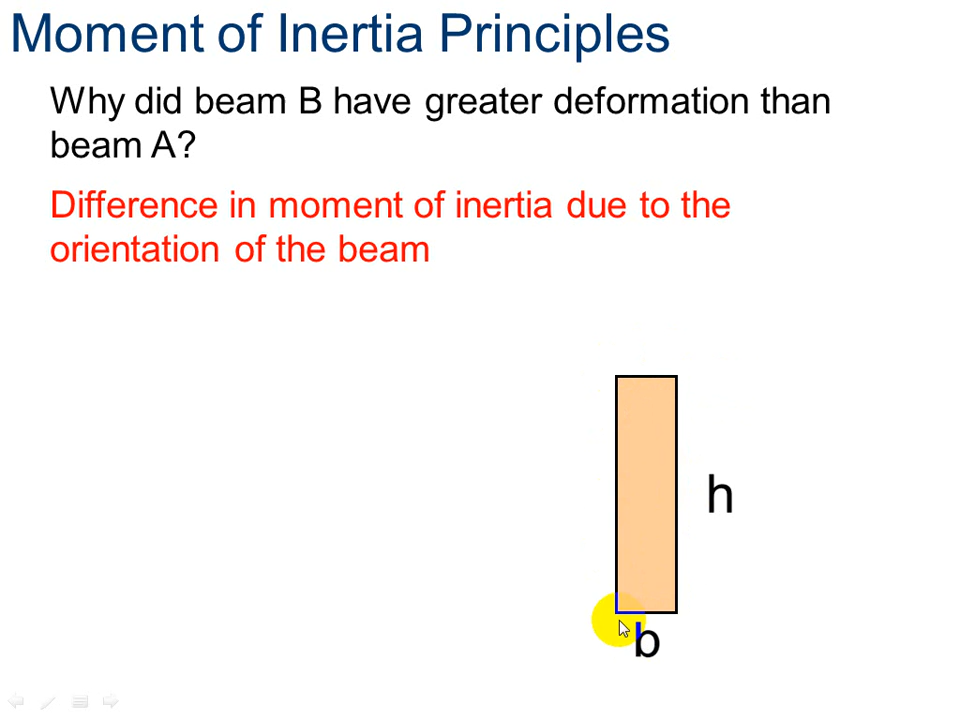 Moment of Inertia Principles
Why did beam B have greater deformation than
beam A?
Difference in moment of inertia due to the
orientation of the beam
h
b